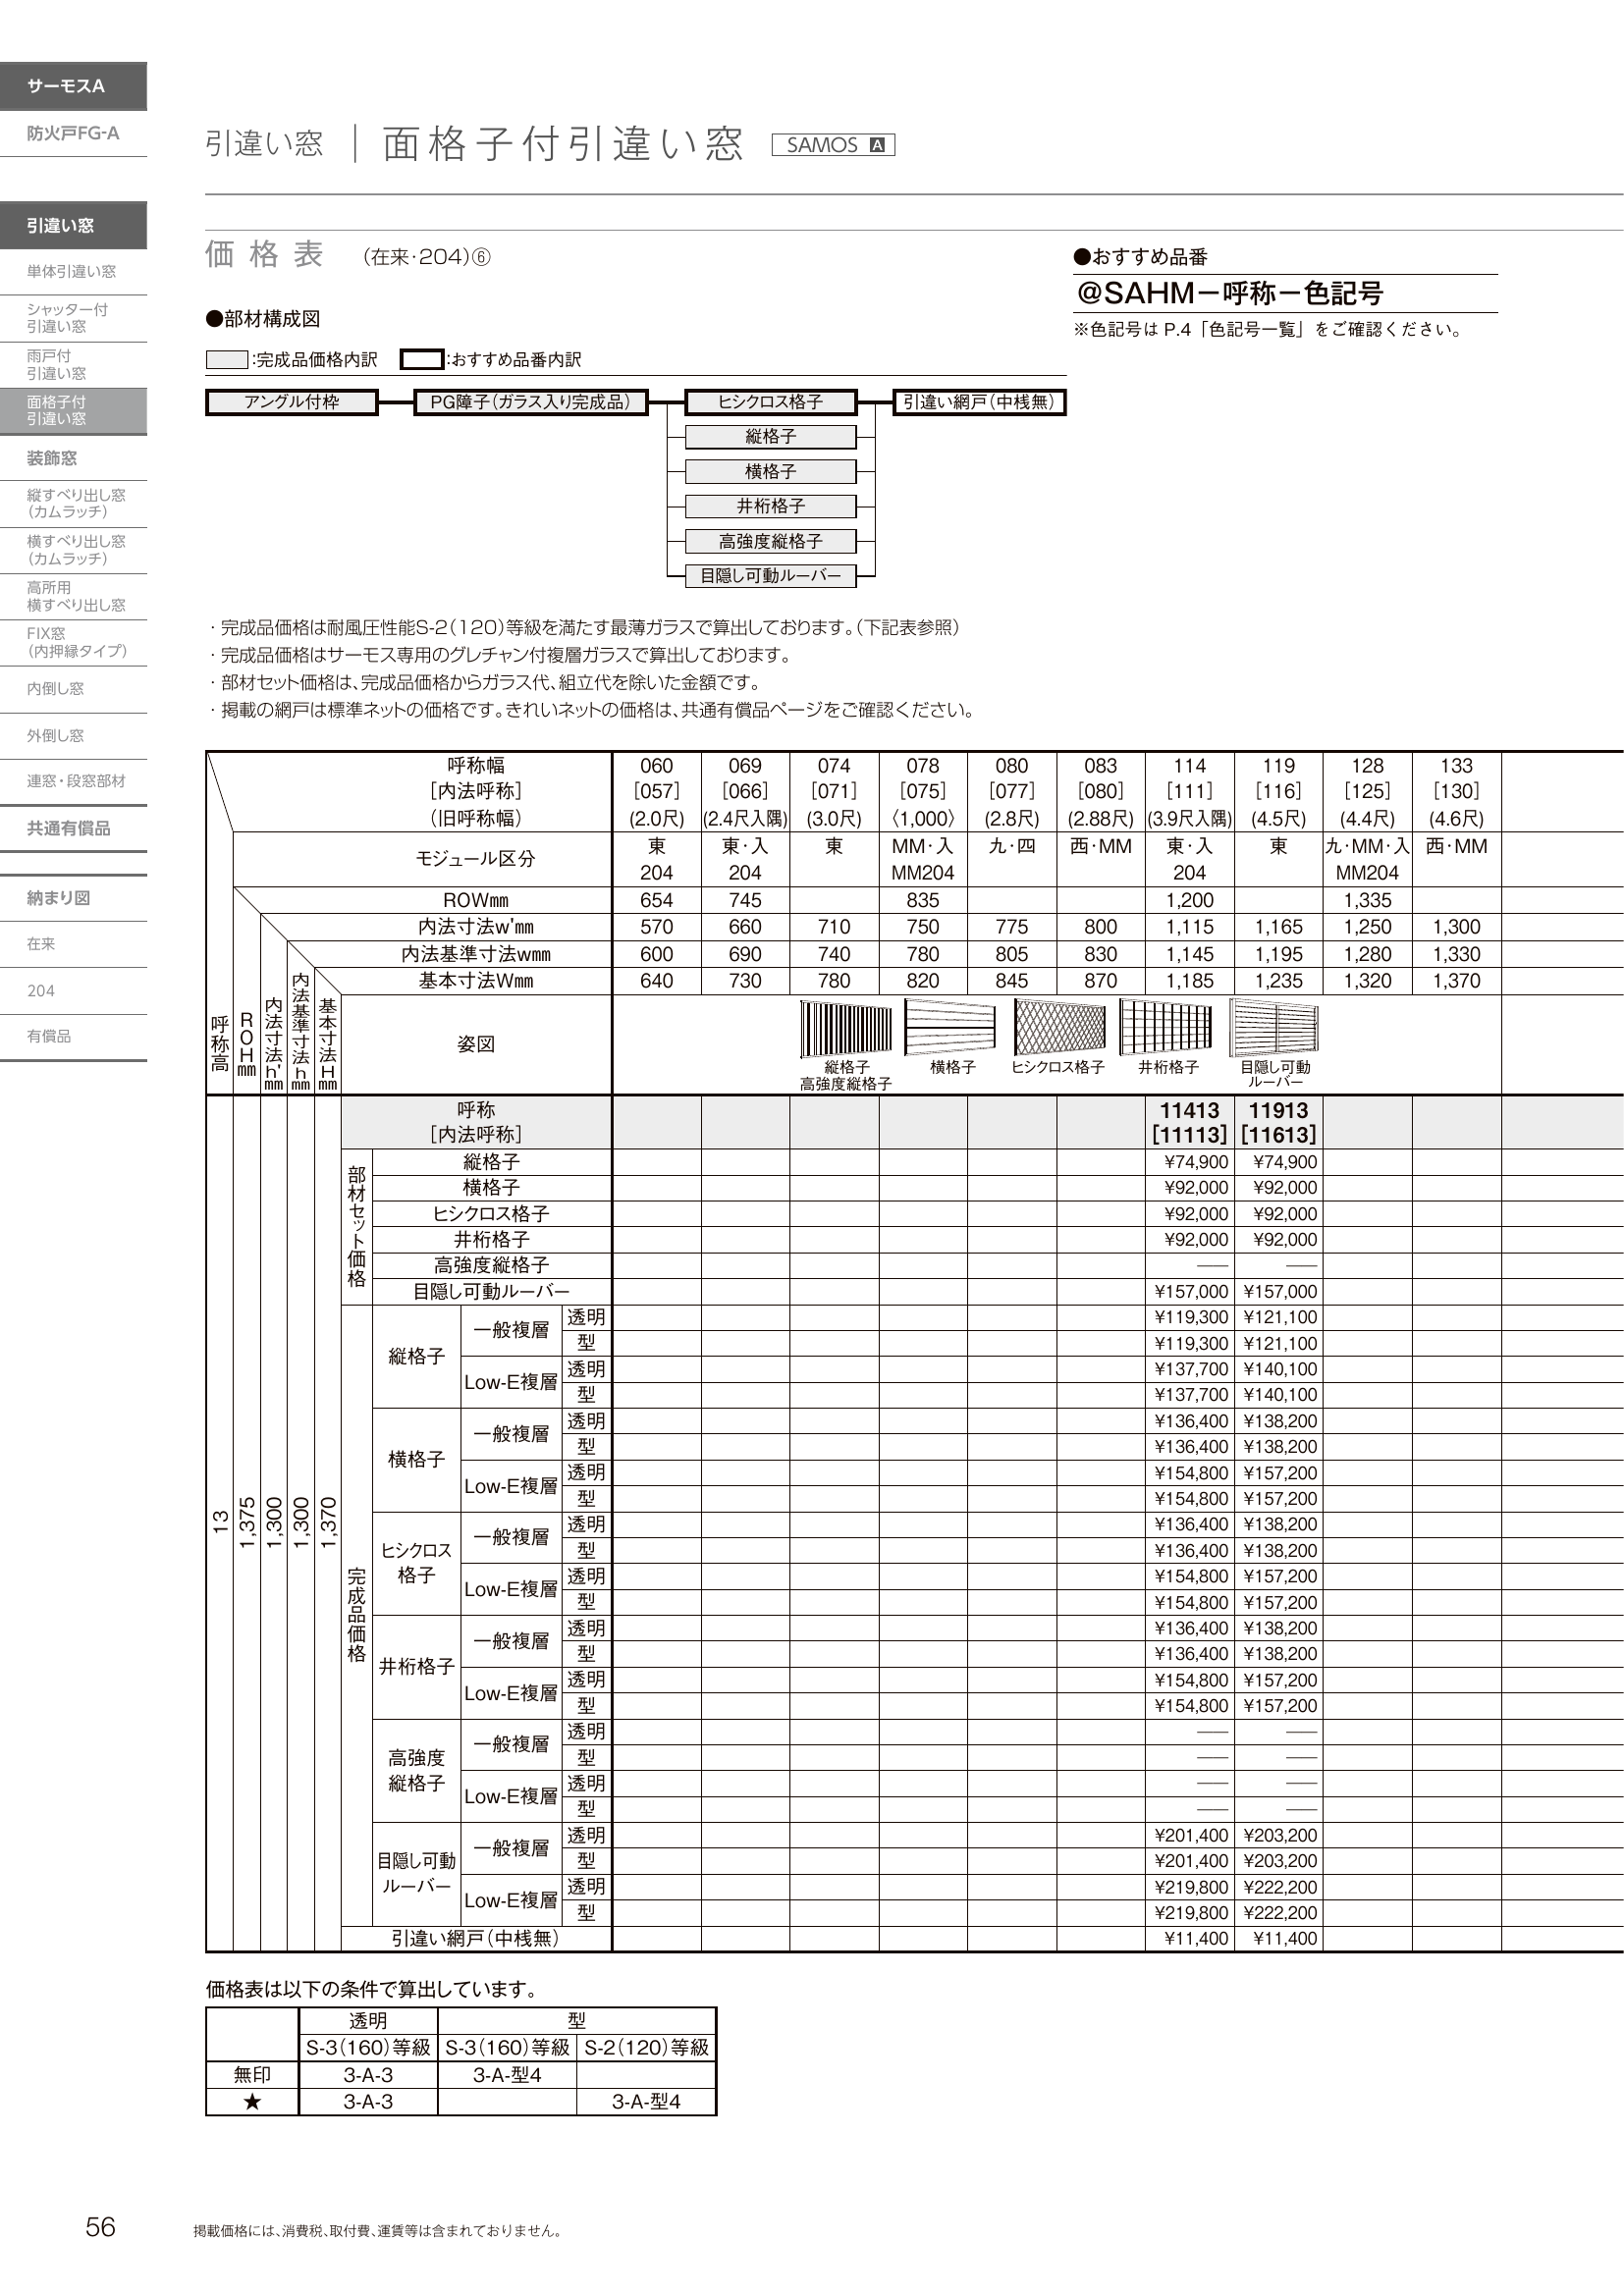 サーモスA
防火戸FG-A
引違い窓
単体引違い窓
シャッター付
引違い窓
雨戸付
引違い窓
面格子付
引違い窓
装飾窓
縦すべり出し窓
（カムラッチ）
横すべり出し窓
（カムラッチ）
高所用
横すべり出し窓
FIX窓
（内押縁タイプ）
内倒し窓
外倒し窓
連窓・段窓部材
共通有償品
納まり図
在来
204
有償品
引違い窓 | 面格子付引違い窓 SAMOS A
価格表 （在来・204）⑥
●おすすめ品番
@SAHM－呼称－色記号
※色記号は P.4「色記号一覧」をご確認ください。
●部材構成図
:完成品価格内訳 :おすすめ品番内訳
アングル付枠 PG障子（ガラス入り完成品） ヒシクロス格子 引違い網戸（中桟無）
縦格子
横格子
井桁格子
高強度縦格子
目隠し可動ルーバー
・完成品価格は耐風圧性能S-2（120）等級を満たす最薄ガラスで算出しております。（下記表参照）
・完成品価格はサーモス専用のグレチャン付複層ガラスで算出しております。
・部材セット価格は、完成品価格からガラス代、組立代を除いた金額です。
・掲載の網戸は標準ネットの価格です。きれいネットの価格は、共通有償品ページをご確認ください。
呼称幅 060 069 074 078 080 083 114 119 128 133
［内法呼称］ ［057］ ［066］ ［071］ ［075］ ［077］ ［080］ ［111］ ［116］ ［125］ ［130］
（旧呼称幅） (2.0尺) (2.4尺入隅) (3.0尺) 〈1,000〉 (2.8尺) (2.88尺) (3.9尺入隅) (4.5尺) (4.4尺) (4.6尺)
モジュール区分 東 東・入 東 MM・入 九・四 西・MM 東・入 東 九・MM・入 西・MM
204 204 MM204 204 MM204
ROWmm 654 745 835 1,200 1,335
内法寸法w'mm 570 660 710 750 775 800 1,115 1,165 1,250 1,300
内法基準寸法wmm 600 690 740 780 805 830 1,145 1,195 1,280 1,330
基本寸法Wmm 640 730 780 820 845 870 1,185 1,235 1,320 1,370
呼称高 ROHmm 内法寸法h'mm 内法基準寸法hmm 基本寸法Hmm
姿図
縦格子 横格子 ヒシクロス格子 井桁格子 目隠し可動
高強度縦格子 ルーバー
13 1,375 1,300 1,300 1,370
呼称 11413 11913
［内法呼称］ ［11113］ ［11613］
部材セット価格
縦格子 ¥74,900 ¥74,900
横格子 ¥92,000 ¥92,000
ヒシクロス格子 ¥92,000 ¥92,000
井桁格子 ¥92,000 ¥92,000
高強度縦格子 —— ——
目隠し可動ルーバー ¥157,000 ¥157,000
完成品価格
縦格子 一般複層 透明 ¥119,300 ¥121,100
型 ¥119,300 ¥121,100
Low-E複層 透明 ¥137,700 ¥140,100
型 ¥137,700 ¥140,100
横格子 一般複層 透明 ¥136,400 ¥138,200
型 ¥136,400 ¥138,200
Low-E複層 透明 ¥154,800 ¥157,200
型 ¥154,800 ¥157,200
ヒシクロス
格子 一般複層 透明 ¥136,400 ¥138,200
型 ¥136,400 ¥138,200
Low-E複層 透明 ¥154,800 ¥157,200
型 ¥154,800 ¥157,200
井桁格子 一般複層 透明 ¥136,400 ¥138,200
型 ¥136,400 ¥138,200
Low-E複層 透明 ¥154,800 ¥157,200
型 ¥154,800 ¥157,200
高強度
縦格子 一般複層 透明 —— ——
型 —— ——
Low-E複層 透明 —— ——
型 —— ——
目隠し可動
ルーバー 一般複層 透明 ¥201,400 ¥203,200
型 ¥201,400 ¥203,200
Low-E複層 透明 ¥219,800 ¥222,200
型 ¥219,800 ¥222,200
引違い網戸（中桟無） ¥11,400 ¥11,400
価格表は以下の条件で算出しています。
透明 型
S-3（160）等級 S-3（160）等級 S-2（120）等級
無印 3-A-3 3-A-型4
★ 3-A-3 3-A-型4
56
掲載価格には、消費税、取付費、運賃等は含まれておりません。